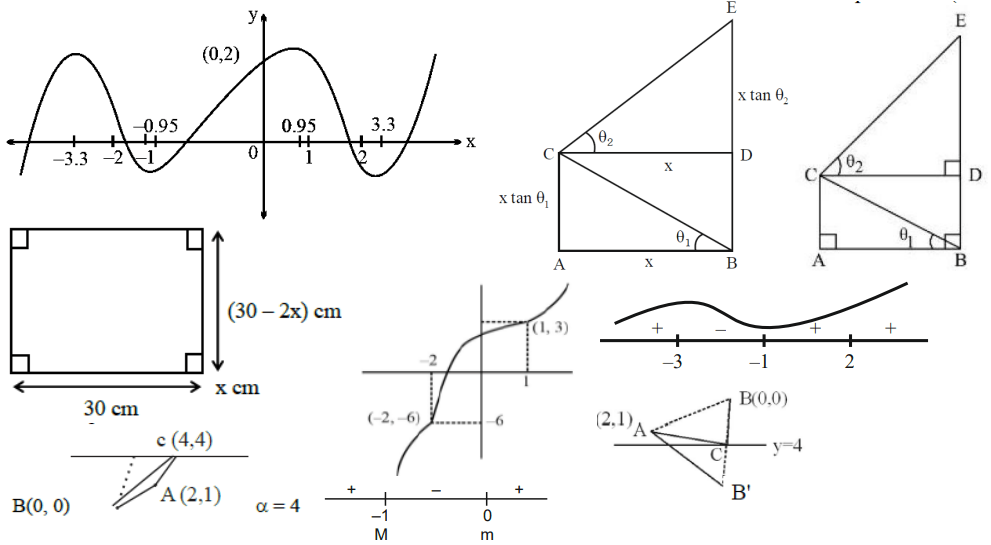 y
(0,2)
–0.95
0.95
3.3
x
–3.3
–2
–1
0
1
2
E
x tan θ2
θ2
C
D
x
x tan θ1
θ1
A
x
B
E
C
θ2
D
θ1
A
B
(30 – 2x) cm
x cm
30 cm
(1, 3)
–2
1
(–2, –6)
–6
+ – + +
–3 –1 2
c (4,4)
A (2,1)
B(0, 0)
α = 4
+ – +
–1 0
M m
B(0,0)
(2,1)
A
C
y=4
B'